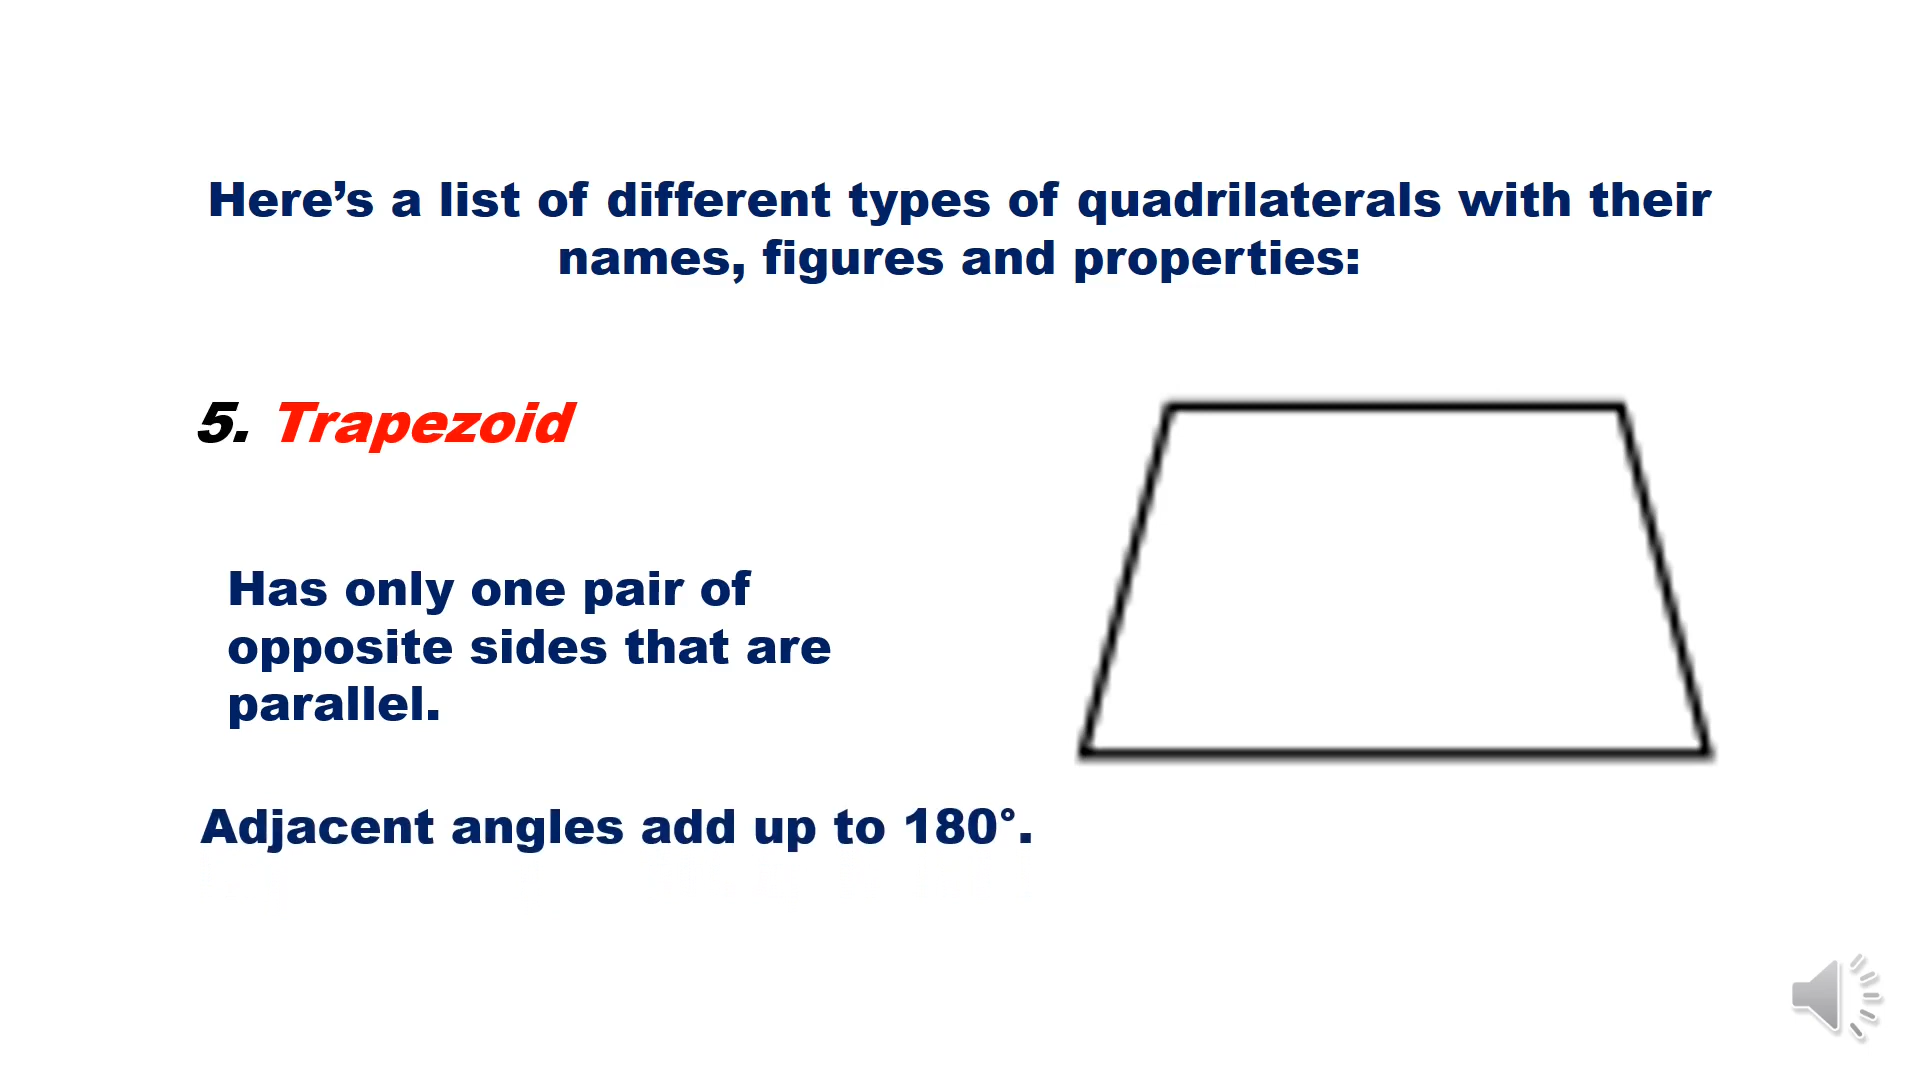 Here’s a list of different types of quadrilaterals with their
names, figures and properties:
5. Trapezoid
Has only one pair of
opposite sides that are
parallel.
Adjacent angles add up to 180°.